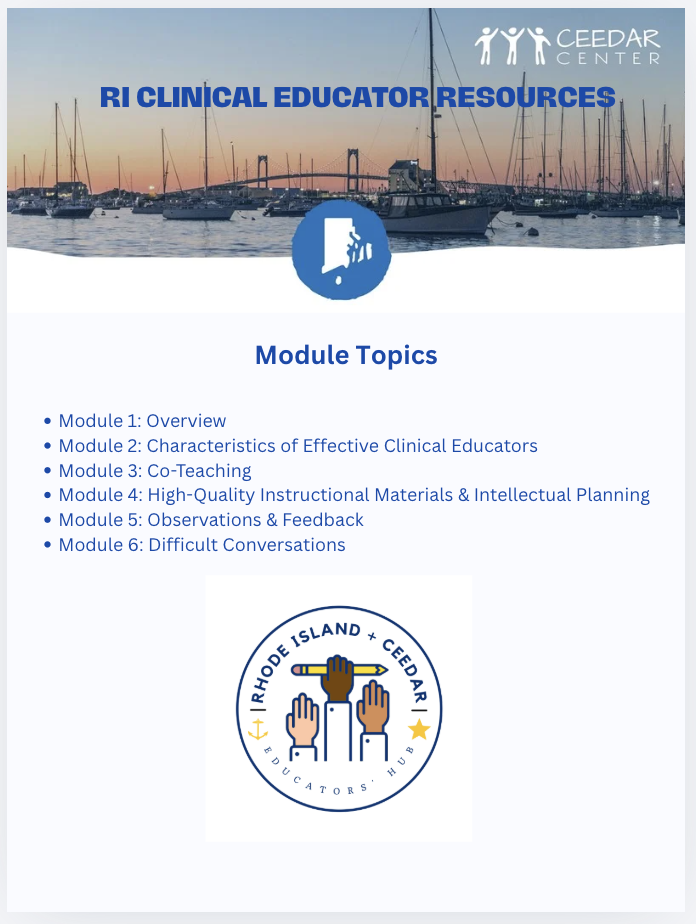 CEEDAR
CENTER
RI CLINICAL EDUCATOR RESOURCES
Module Topics
• Module 1: Overview
• Module 2: Characteristics of Effective Clinical Educators
• Module 3: Co-Teaching
• Module 4: High-Quality Instructional Materials & Intellectual Planning
• Module 5: Observations & Feedback
• Module 6: Difficult Conversations
| RHODE ISLAND + CEEDAR |
EDUCATORS' HUB